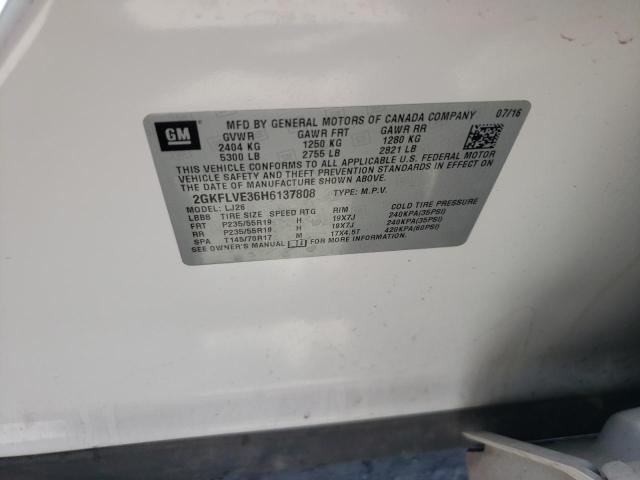 GM
MFD BY GENERAL MOTORS OF CANADA COMPANY 07/16
GVWR GAWR FRT GAWR RR
2404 KG 1250 KG 1280 KG
5300 LB 2755 LB 2821 LB
THIS VEHICLE CONFORMS TO ALL APPLICABLE U.S. FEDERAL MOTOR
VEHICLE SAFETY AND THEFT PREVENTION STANDARDS IN EFFECT ON
THE DATE OF MANUFACTURE SHOWN ABOVE.
2GKFLVE36H6137808 TYPE: M.P.V.
MODEL: LJ26
LBBB TIRE SIZE SPEED RTG RIM COLD TIRE PRESSURE
FRT P235/55R19 H 19X7J 240KPA(35PSI)
RR P235/55R19 H 19X7J 240KPA(35PSI)
SPA T145/70R17 M 17X4.5T 420KPA(60PSI)
SEE OWNER'S MANUAL FOR MORE INFORMATION.